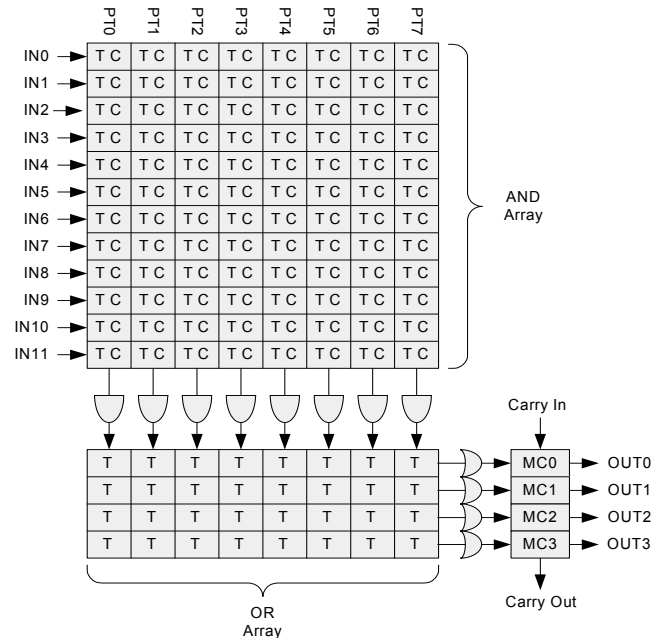 PT0 PT1 PT2 PT3 PT4 PT5 PT6 PT7
IN0 T C T C T C T C T C T C T C T C
IN1 T C T C T C T C T C T C T C T C
IN2 T C T C T C T C T C T C T C T C
IN3 T C T C T C T C T C T C T C T C
IN4 T C T C T C T C T C T C T C T C
IN5 T C T C T C T C T C T C T C T C
IN6 T C T C T C T C T C T C T C T C
IN7 T C T C T C T C T C T C T C T C
IN8 T C T C T C T C T C T C T C T C
IN9 T C T C T C T C T C T C T C T C
IN10 T C T C T C T C T C T C T C T C
IN11 T C T C T C T C T C T C T C T C
AND
Array
Carry In
T T T T T T T T MC0 OUT0
T T T T T T T T MC1 OUT1
T T T T T T T T MC2 OUT2
T T T T T T T T MC3 OUT3
Carry Out
OR
Array